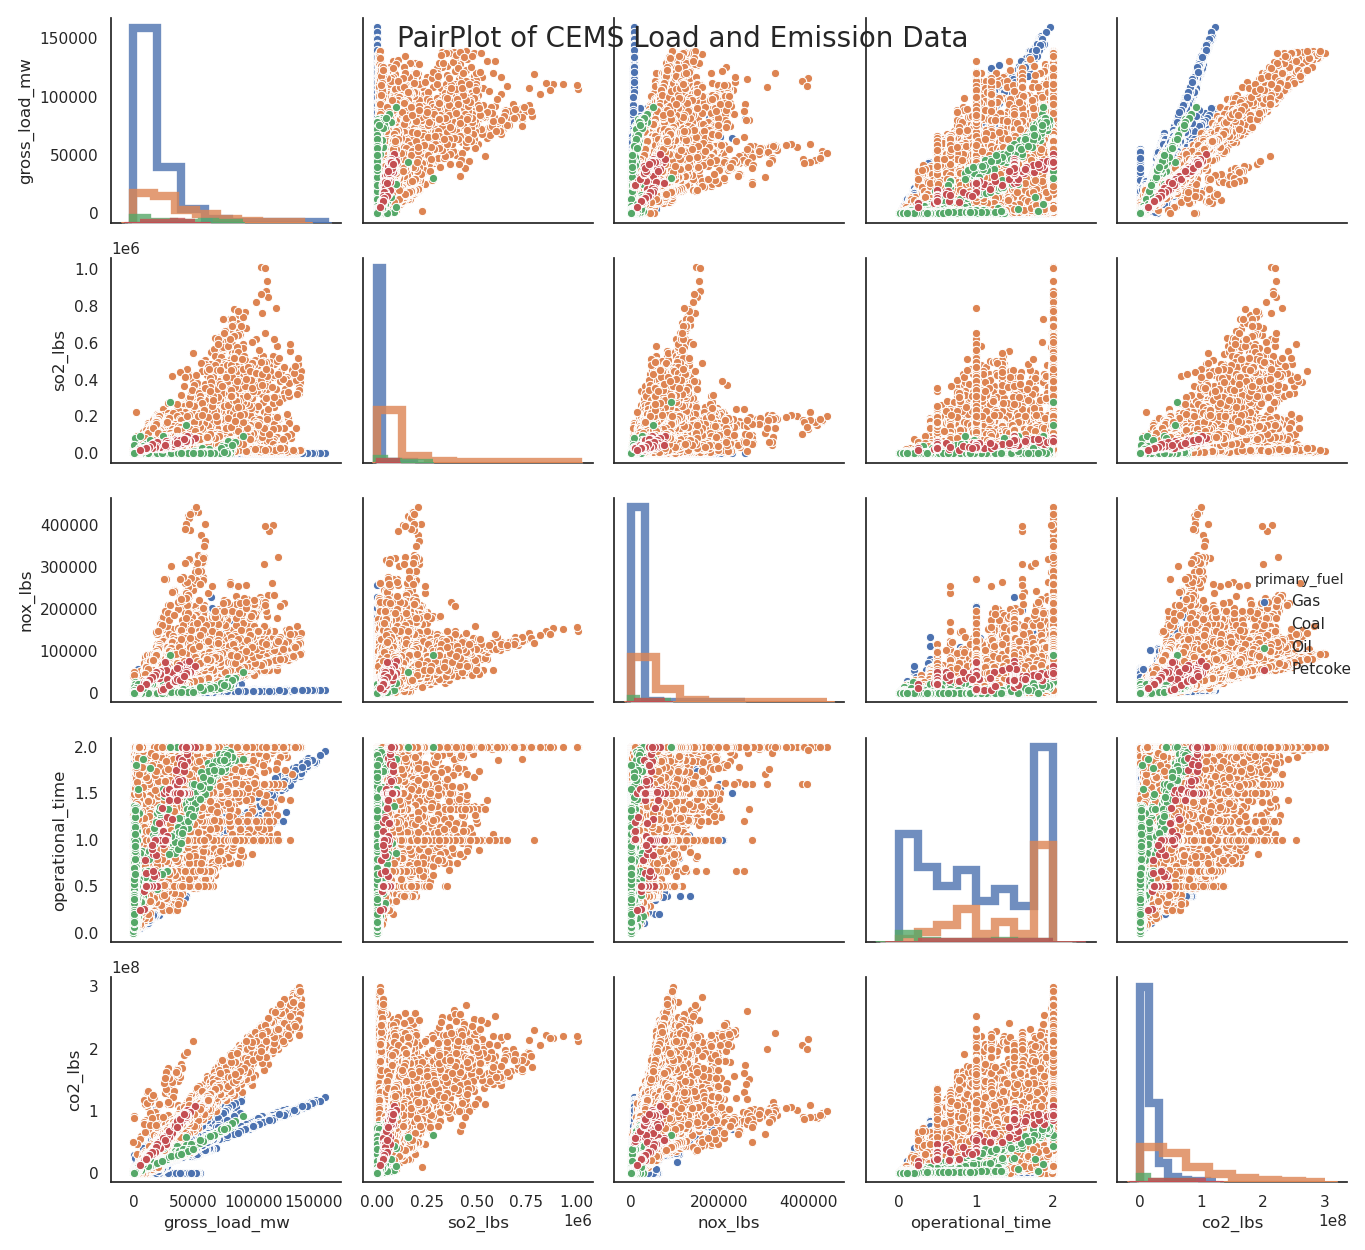 PairPlot of CEMS Load and Emission Data
150000
100000
50000
0
gross_load_mw
1e6
1.0
0.8
0.6
0.4
0.2
0.0
so2_lbs
400000
300000
200000
100000
0
nox_lbs
primary_fuel
Gas
Coal
Oil
Petcoke
2.0
1.5
1.0
0.5
0.0
operational_time
1e8
3
2
1
0
co2_lbs
0 50000 100000 150000
gross_load_mw
0.00 0.25 0.50 0.75 1.00
1e6
so2_lbs
0 200000 400000
nox_lbs
0 1 2
operational_time
0 1 2 3
1e8
co2_lbs